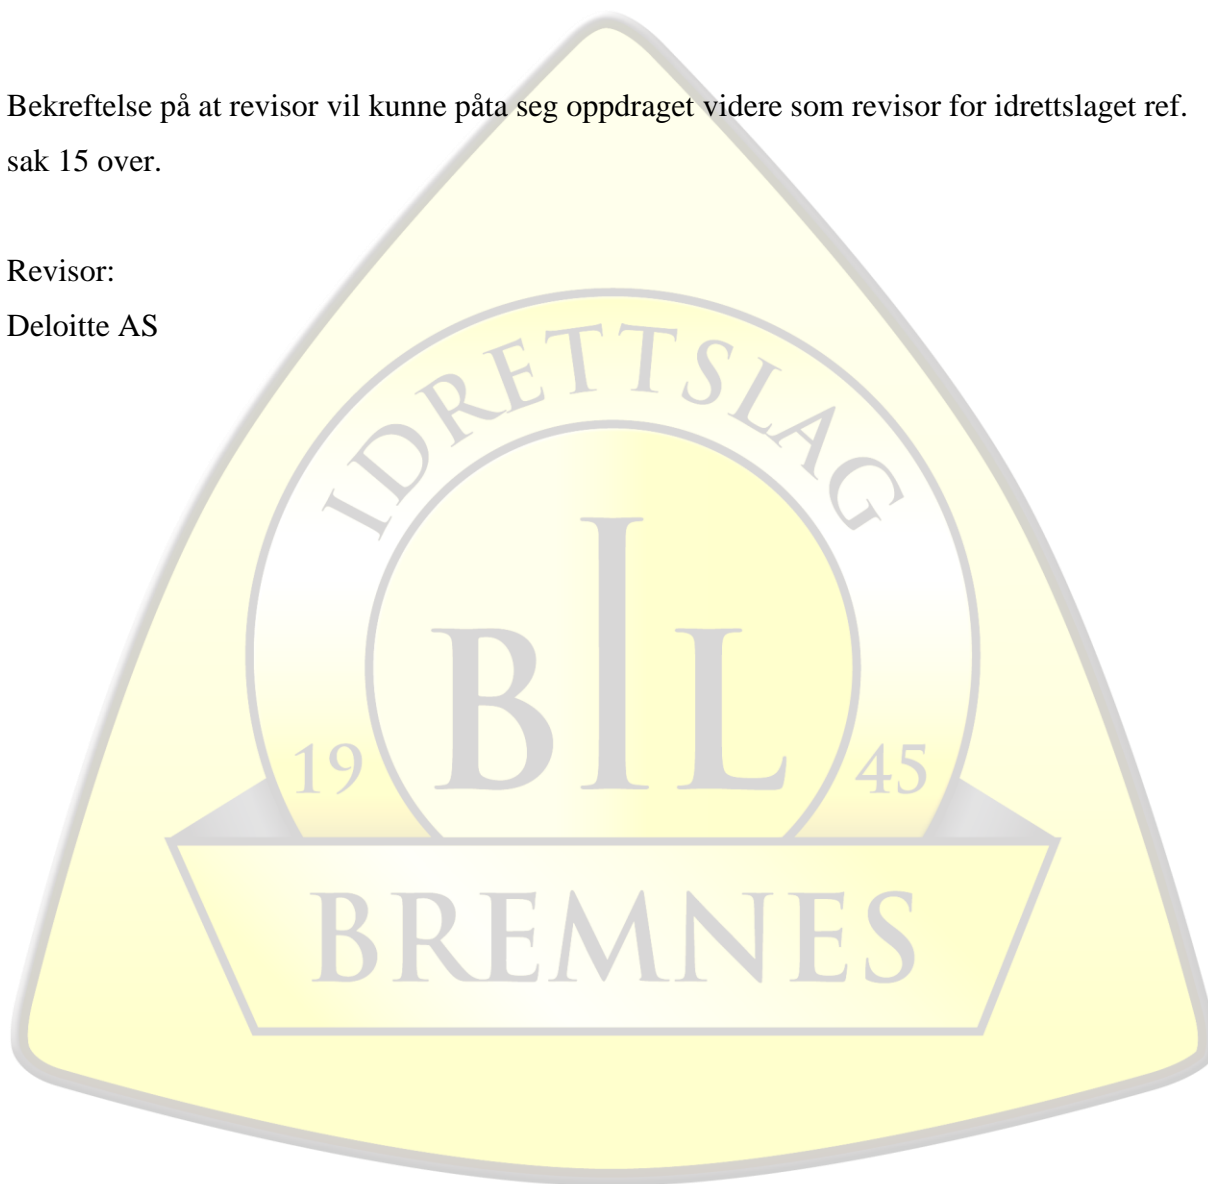 Bekreftelse på at revisor vil kunne påta seg oppdraget videre som revisor for idrettslaget ref.
sak 15 over.
Revisor:
Deloitte AS
IDRETTSLAG
BIL
19 45
BREMNES